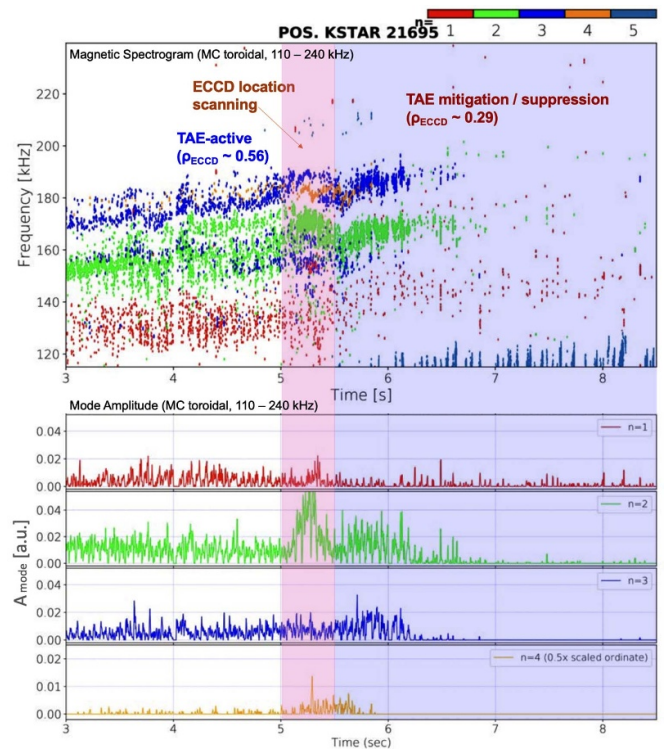 n=
POS. KSTAR 21695
1 2 3 4 5
Magnetic Spectrogram (MC toroidal, 110 – 240 kHz)
ECCD location
scanning
TAE mitigation / suppression
(ρECCD ~ 0.29)
TAE-active
(ρECCD ~ 0.56)
Frequency [kHz]
220
200
180
160
140
120
3 4 5 6 7 8
Time [s]
Mode Amplitude (MC toroidal, 110 – 240 kHz)
Amode [a.u.]
0.04
0.02
0.00
n=1
0.04
0.02
0.00
n=2
0.04
0.02
0.00
n=3
0.02
0.01
0.00
n=4 (0.5x scaled ordinate)
3 4 5 6 7 8
Time (sec)